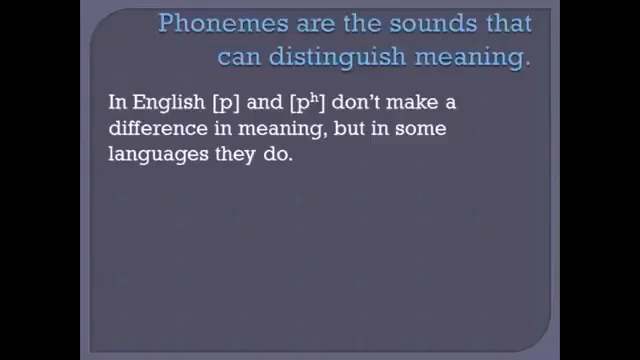 Phonemes are the sounds that
can distinguish meaning.
In English [p] and [pʰ] don't make a
difference in meaning, but in some
languages they do.